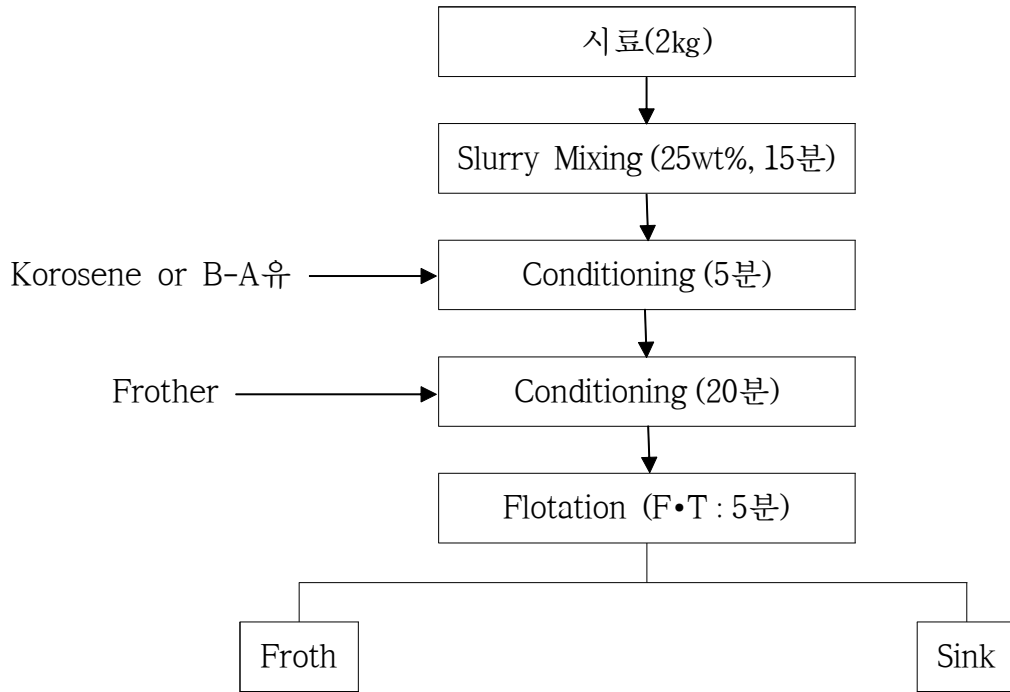 시료(2kg)
Slurry Mixing (25wt%, 15분)
Korosene or B-A유
Conditioning (5분)
Frother
Conditioning (20분)
Flotation (F•T : 5분)
Froth
Sink